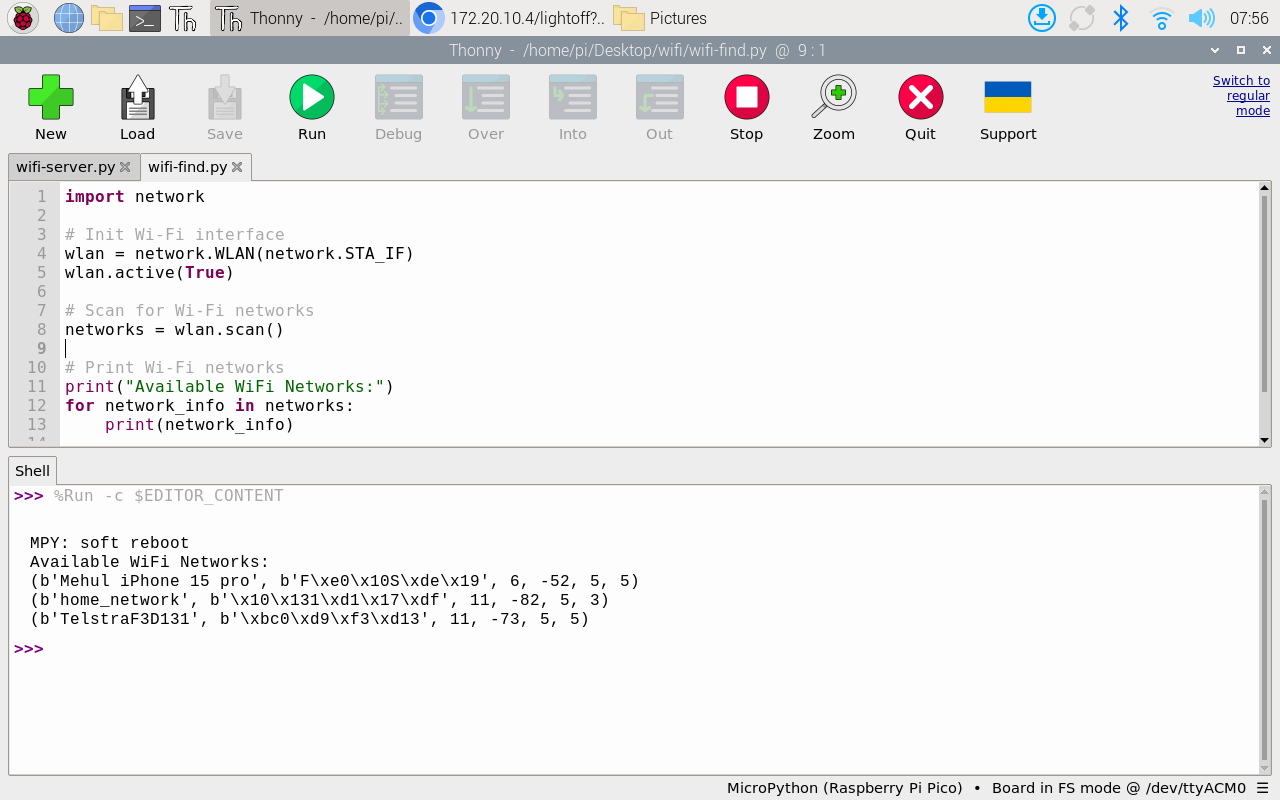 Thonny  -  /home/pi/..
172.20.10.4/lightoff?..
Pictures
07:56
Thonny  -  /home/pi/Desktop/wifi/wifi-find.py  @  9 : 1
New
Load
Save
Run
Debug
Over
Into
Out
Stop
Zoom
Quit
Support
Switch to
regular
mode
wifi-server.py
wifi-find.py
1 import network
2
3 # Init Wi-Fi interface
4 wlan = network.WLAN(network.STA_IF)
5 wlan.active(True)
6
7 # Scan for Wi-Fi networks
8 networks = wlan.scan()
9
10 # Print Wi-Fi networks
11 print("Available WiFi Networks:")
12 for network_info in networks:
13     print(network_info)
14
Shell
>>> %Run -c $EDITOR_CONTENT
MPY: soft reboot
Available WiFi Networks:
(b'Mehul iPhone 15 pro', b'F\xe0\x10S\xde\x19', 6, -52, 5, 5)
(b'home_network', b'\x10\x131\xd1\x17\xdf', 11, -82, 5, 3)
(b'TelstraF3D131', b'\xbc0\xd9\xf3\xd13', 11, -73, 5, 5)
>>>
MicroPython (Raspberry Pi Pico)  •  Board in FS mode @ /dev/ttyACM0 ☰